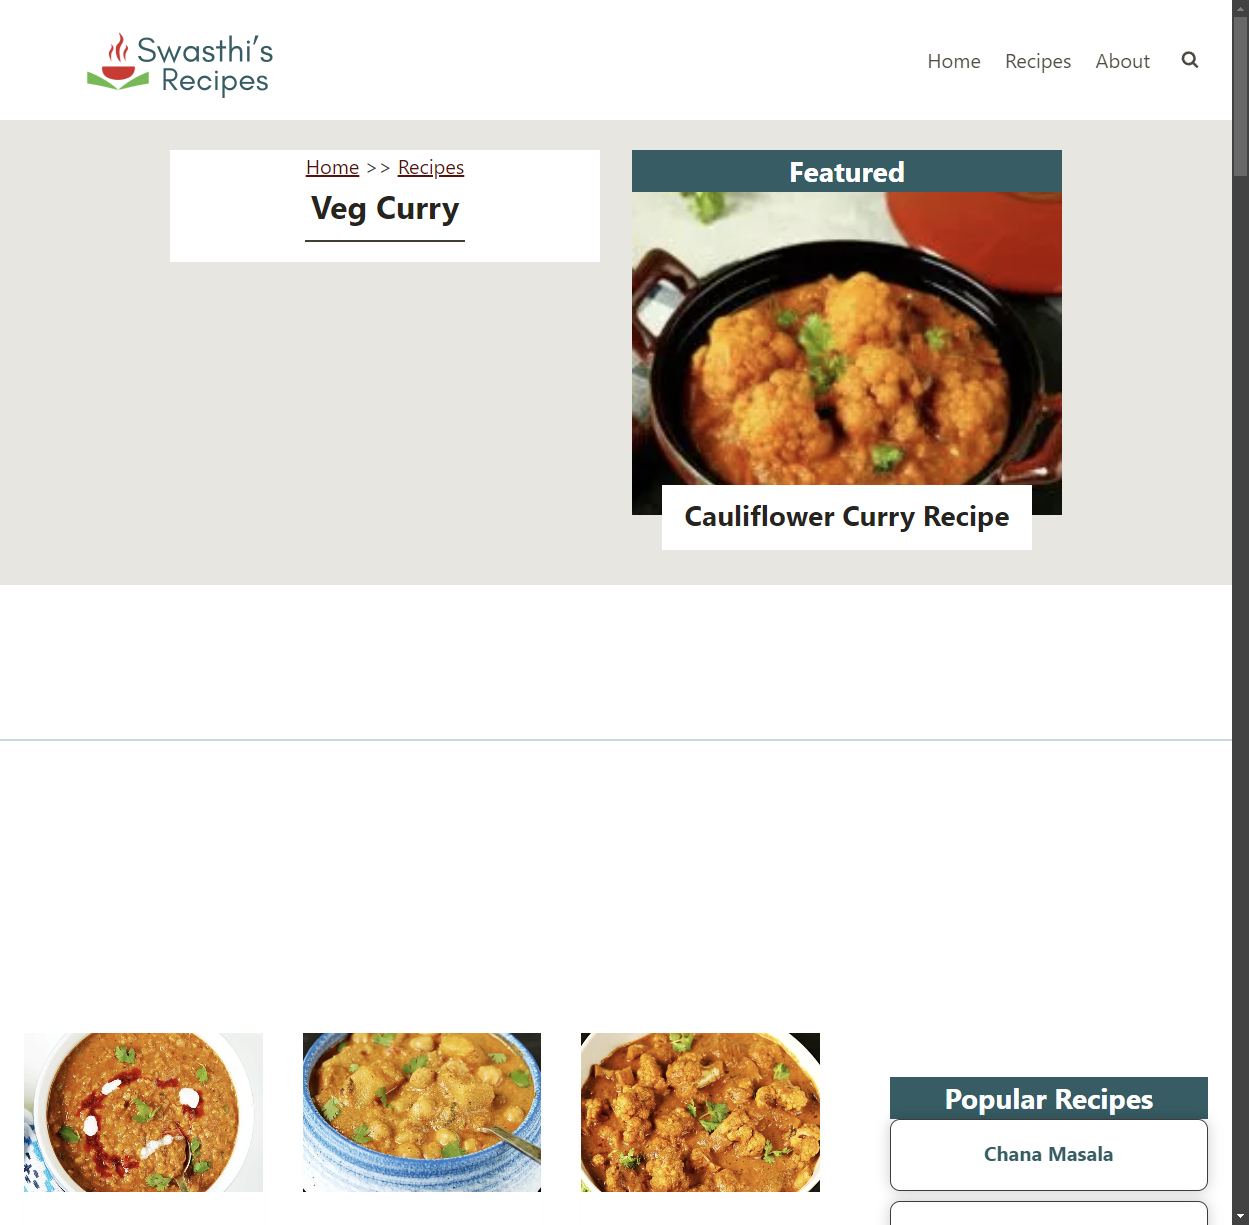 Swasthi's
Recipes
Home
Recipes
About
Home >> Recipes
Veg Curry
Featured
Cauliflower Curry Recipe
Popular Recipes
Chana Masala